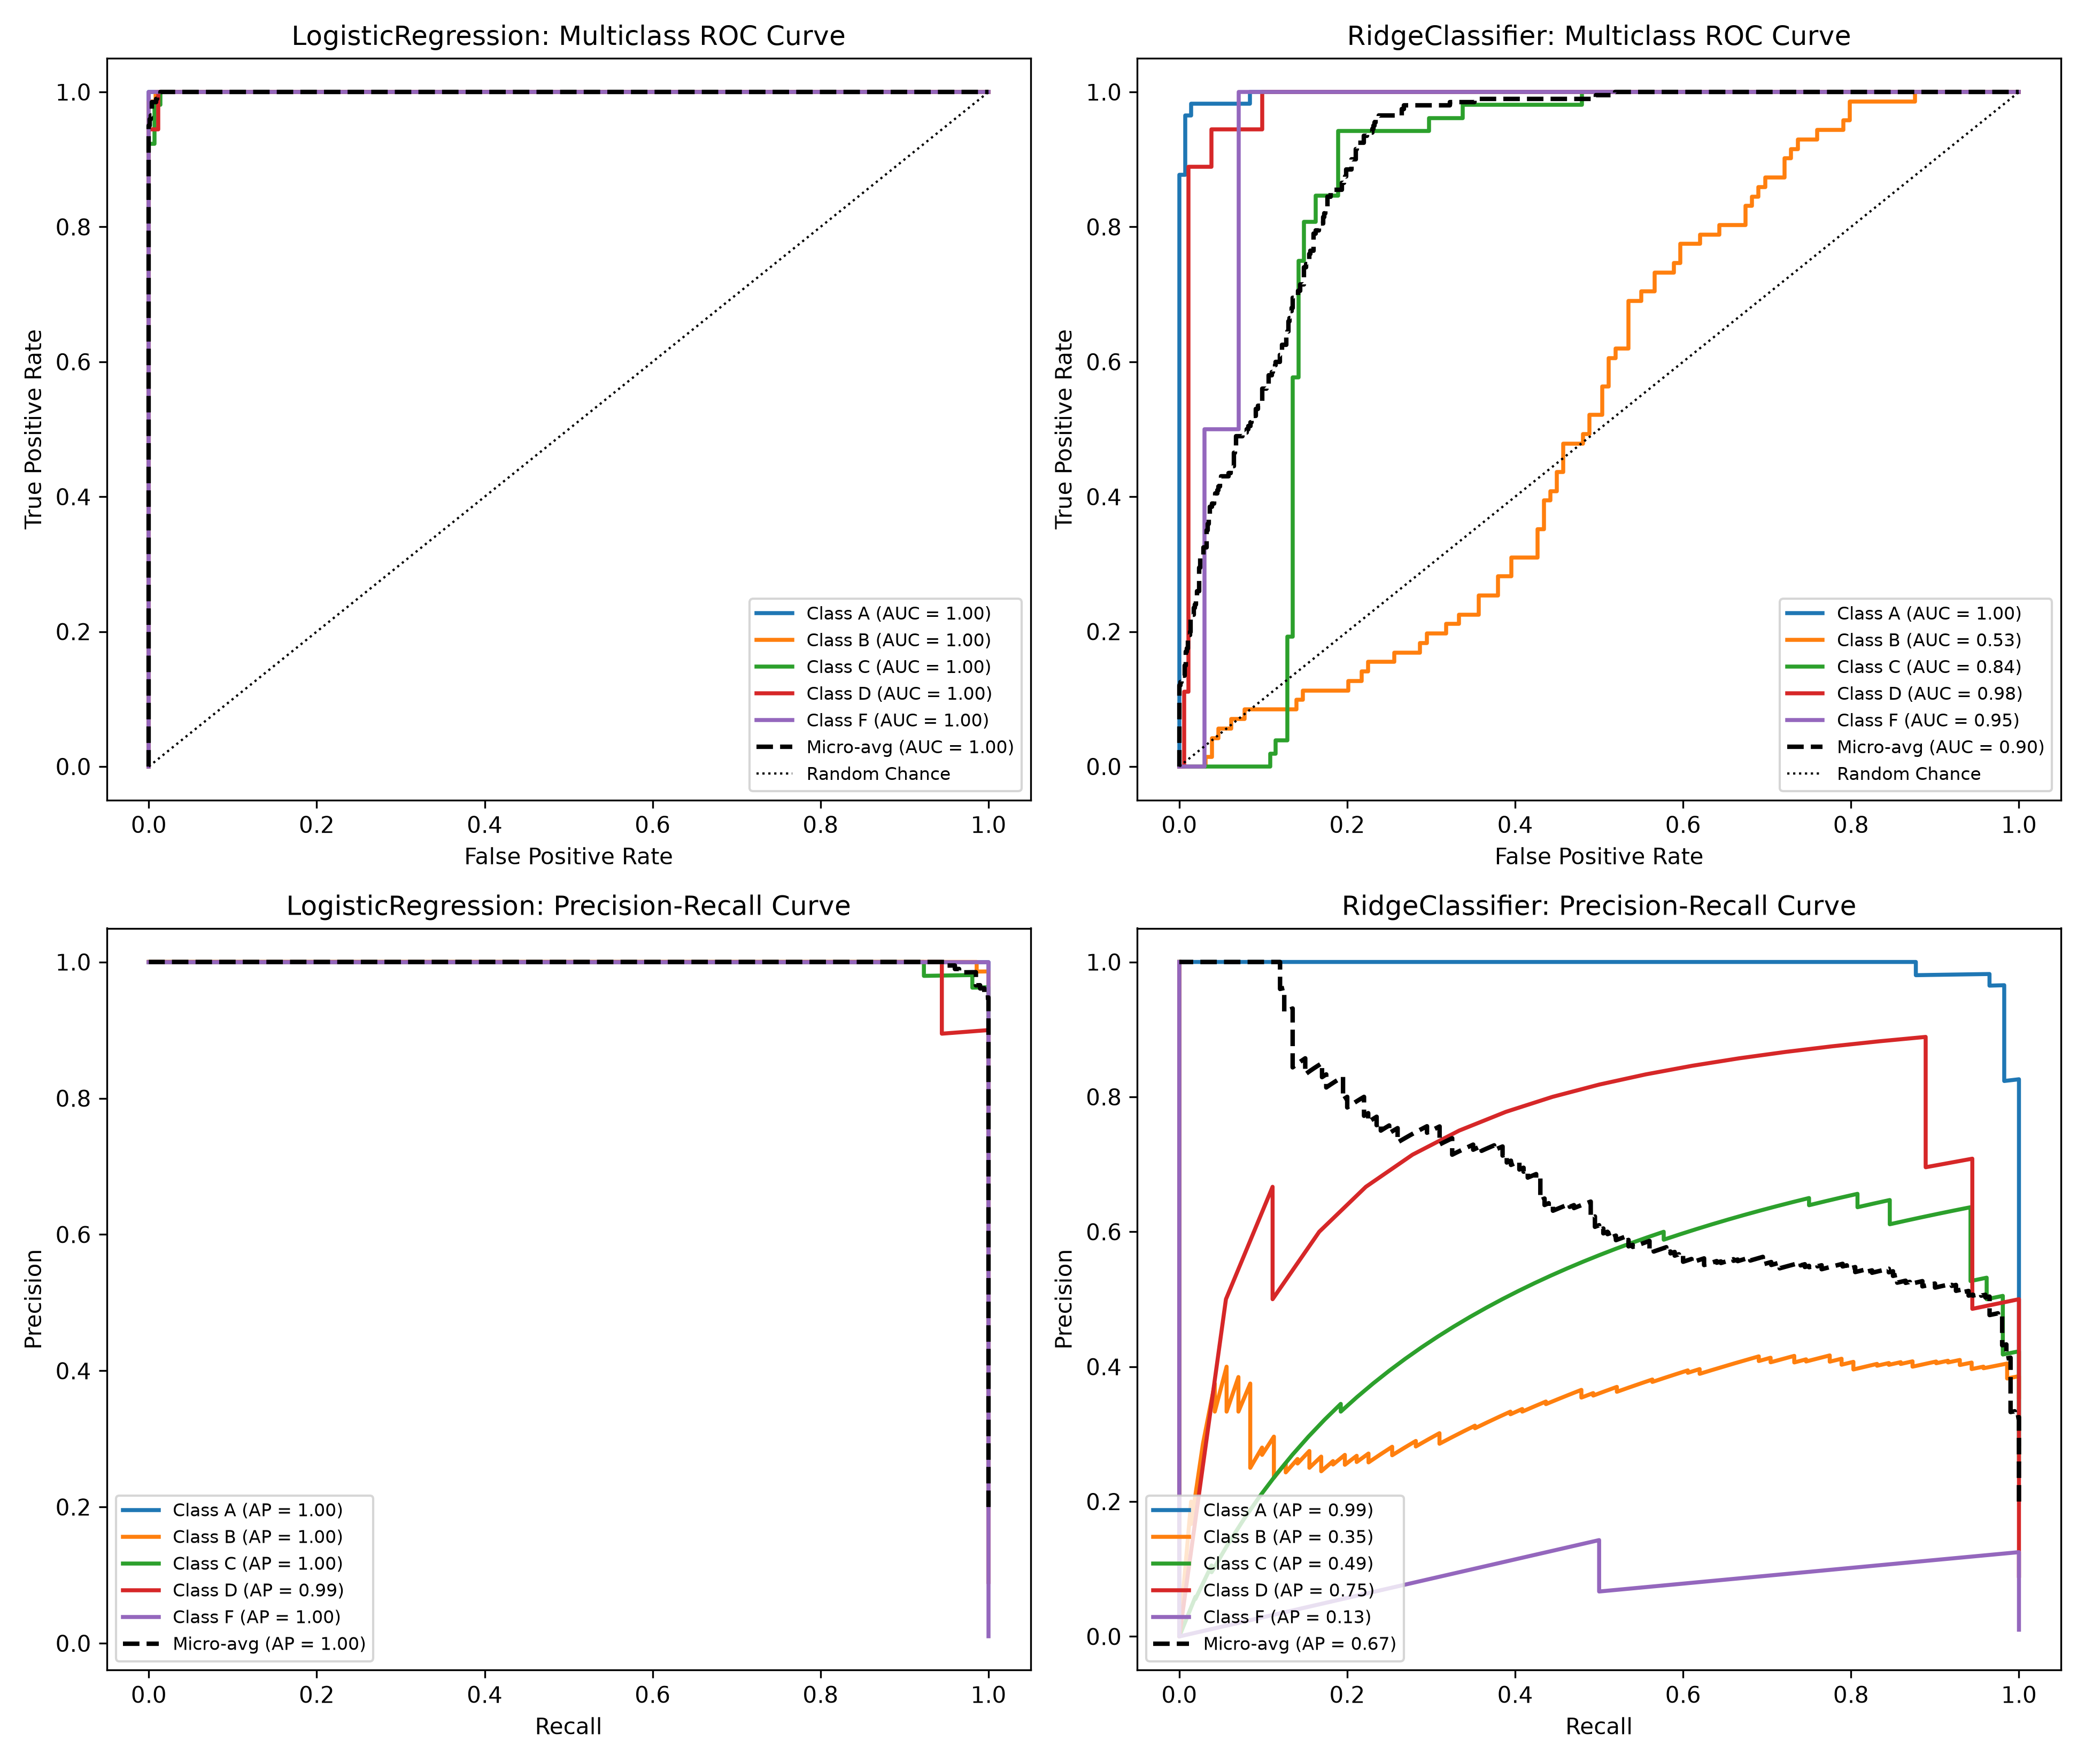 LogisticRegression: Multiclass ROC Curve
True Positive Rate
1.0
0.8
0.6
0.4
0.2
0.0
Class A (AUC = 1.00)
Class B (AUC = 1.00)
Class C (AUC = 1.00)
Class D (AUC = 1.00)
Class F (AUC = 1.00)
Micro-avg (AUC = 1.00)
Random Chance
0.0 0.2 0.4 0.6 0.8 1.0
False Positive Rate
RidgeClassifier: Multiclass ROC Curve
True Positive Rate
1.0
0.8
0.6
0.4
0.2
0.0
Class A (AUC = 1.00)
Class B (AUC = 0.53)
Class C (AUC = 0.84)
Class D (AUC = 0.98)
Class F (AUC = 0.95)
Micro-avg (AUC = 0.90)
Random Chance
0.0 0.2 0.4 0.6 0.8 1.0
False Positive Rate
LogisticRegression: Precision-Recall Curve
Precision
1.0
0.8
0.6
0.4
0.2
0.0
Class A (AP = 1.00)
Class B (AP = 1.00)
Class C (AP = 1.00)
Class D (AP = 0.99)
Class F (AP = 1.00)
Micro-avg (AP = 1.00)
0.0 0.2 0.4 0.6 0.8 1.0
Recall
RidgeClassifier: Precision-Recall Curve
Precision
1.0
0.8
0.6
0.4
0.2
0.0
Class A (AP = 0.99)
Class B (AP = 0.35)
Class C (AP = 0.49)
Class D (AP = 0.75)
Class F (AP = 0.13)
Micro-avg (AP = 0.67)
0.0 0.2 0.4 0.6 0.8 1.0
Recall